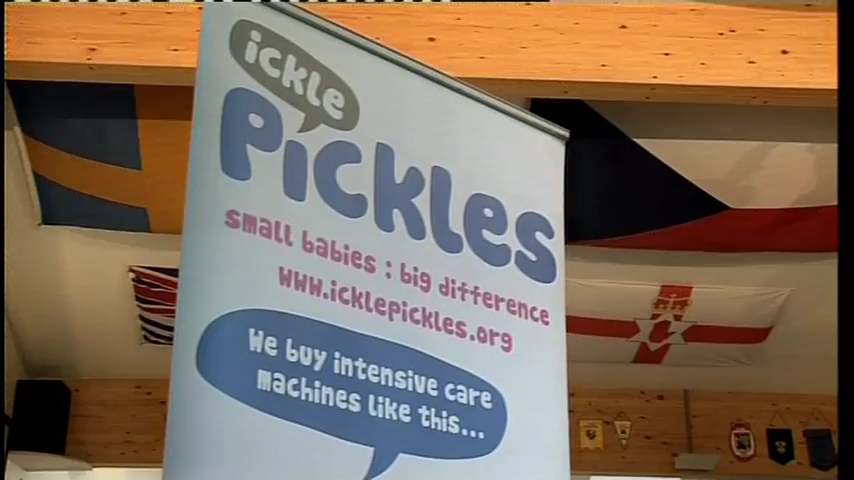 ickle
PiCKLES
small babies : big difference
www.icklepickles.org
We buy intensive care
machines like this...